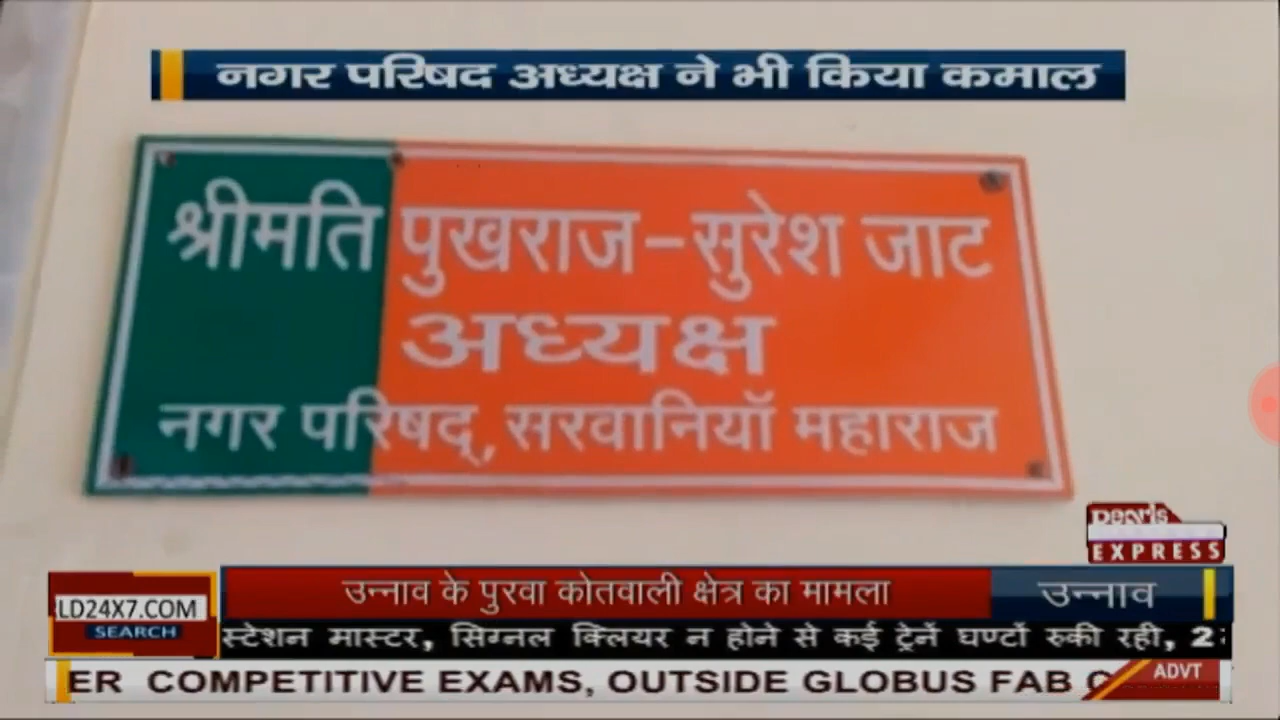 नगर परिषद अध्यक्ष ने भी किया कमाल
श्रीमति पुखराज-सुरेश जाट
अध्यक्ष
नगर परिषद्, सरवानियाॅ महाराज
pearls
EXPRESS
उन्नाव के पुरवा कोतवाली क्षेत्र का मामला
उन्नाव
LD24X7.COM
SEARCH
स्टेशन मास्टर, सिग्नल क्लियर न होने से कई ट्रेनें घण्टों रुकी रही,
ER COMPETITIVE EXAMS, OUTSIDE GLOBUS FAB
ADVT